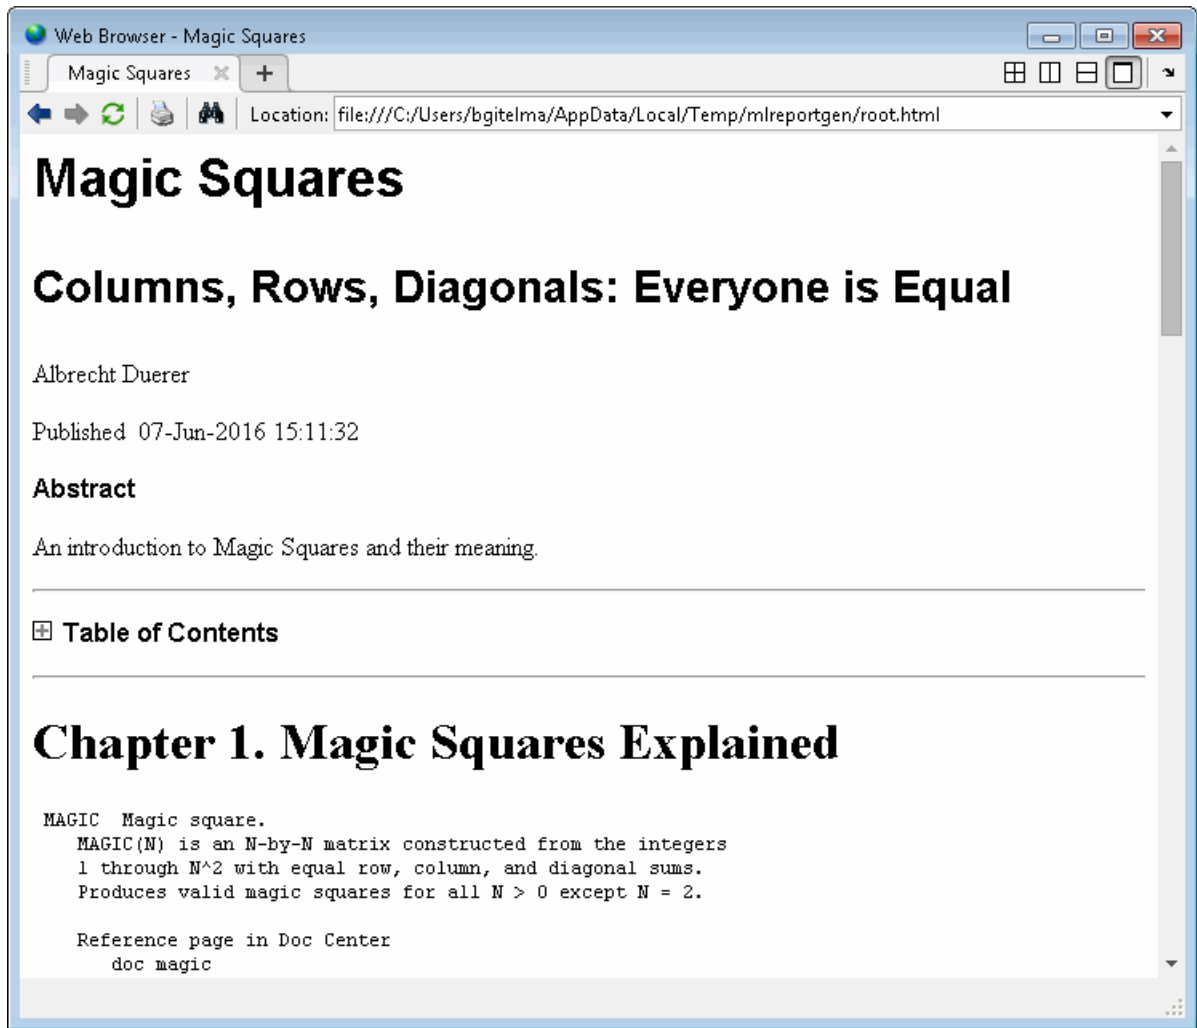 Web Browser - Magic Squares
Magic Squares
Location: file:///C:/Users/bgitelma/AppData/Local/Temp/mlreportgen/root.html
Magic Squares
Columns, Rows, Diagonals: Everyone is Equal
Albrecht Duerer
Published 07-Jun-2016 15:11:32
Abstract
An introduction to Magic Squares and their meaning.
Table of Contents
Chapter 1. Magic Squares Explained
MAGIC Magic square.
MAGIC(N) is an N-by-N matrix constructed from the integers
1 through N^2 with equal row, column, and diagonal sums.
Produces valid magic squares for all N > 0 except N = 2.
Reference page in Doc Center
doc magic